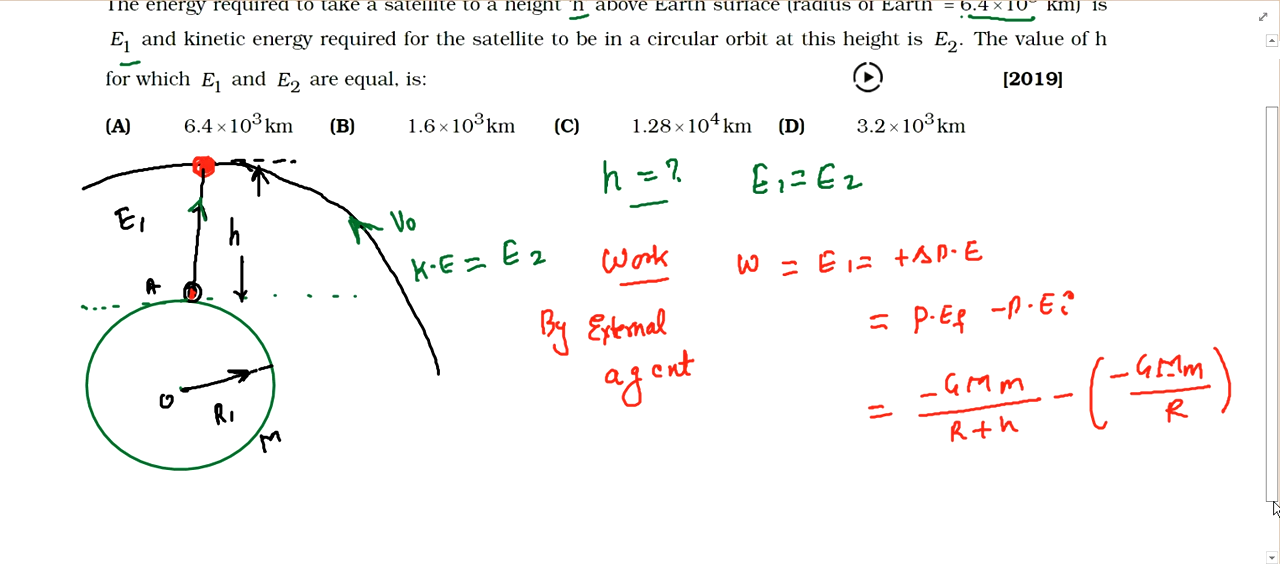 The energy required to take a satellite to a height 'h' above Earth surface (radius of Earth = 6.4×10³ km) is
E₁ and kinetic energy required for the satellite to be in a circular orbit at this height is E₂. The value of h
for which E₁ and E₂ are equal, is: [2019]
(A) 6.4×10³ km (B) 1.6×10³ km (C) 1.28×10⁴ km (D) 3.2×10³ km
h = ? E₁ = E₂
E₁ h V₀
K.E = E₂ Work W = E₁ = +ΔP.E
A
By External = P.Ef - P.Ei
agent
O R₁ M
= -GMm/R+h - (-GMm/R)